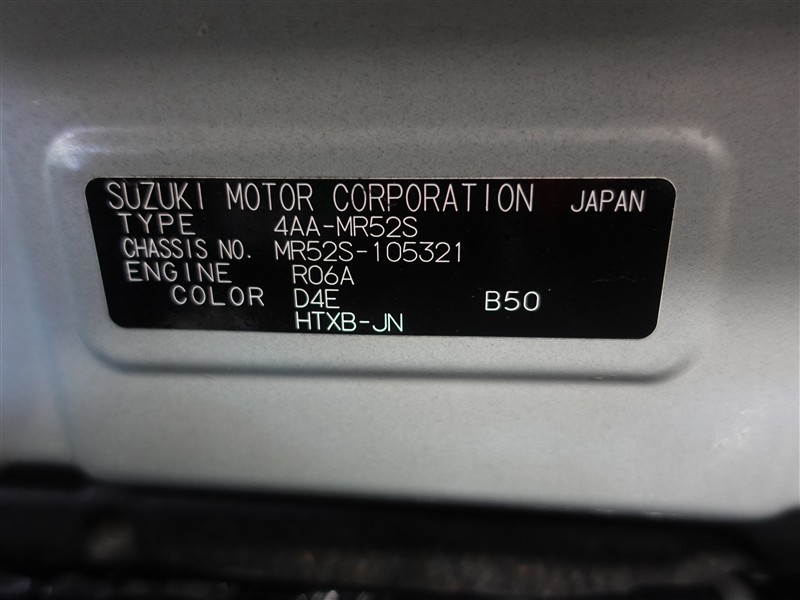 SUZUKI MOTOR CORPORATION JAPAN
TYPE 4AA-MR52S
CHASSIS NO. MR52S-105321
ENGINE R06A
COLOR D4E B50
HTXB-JN